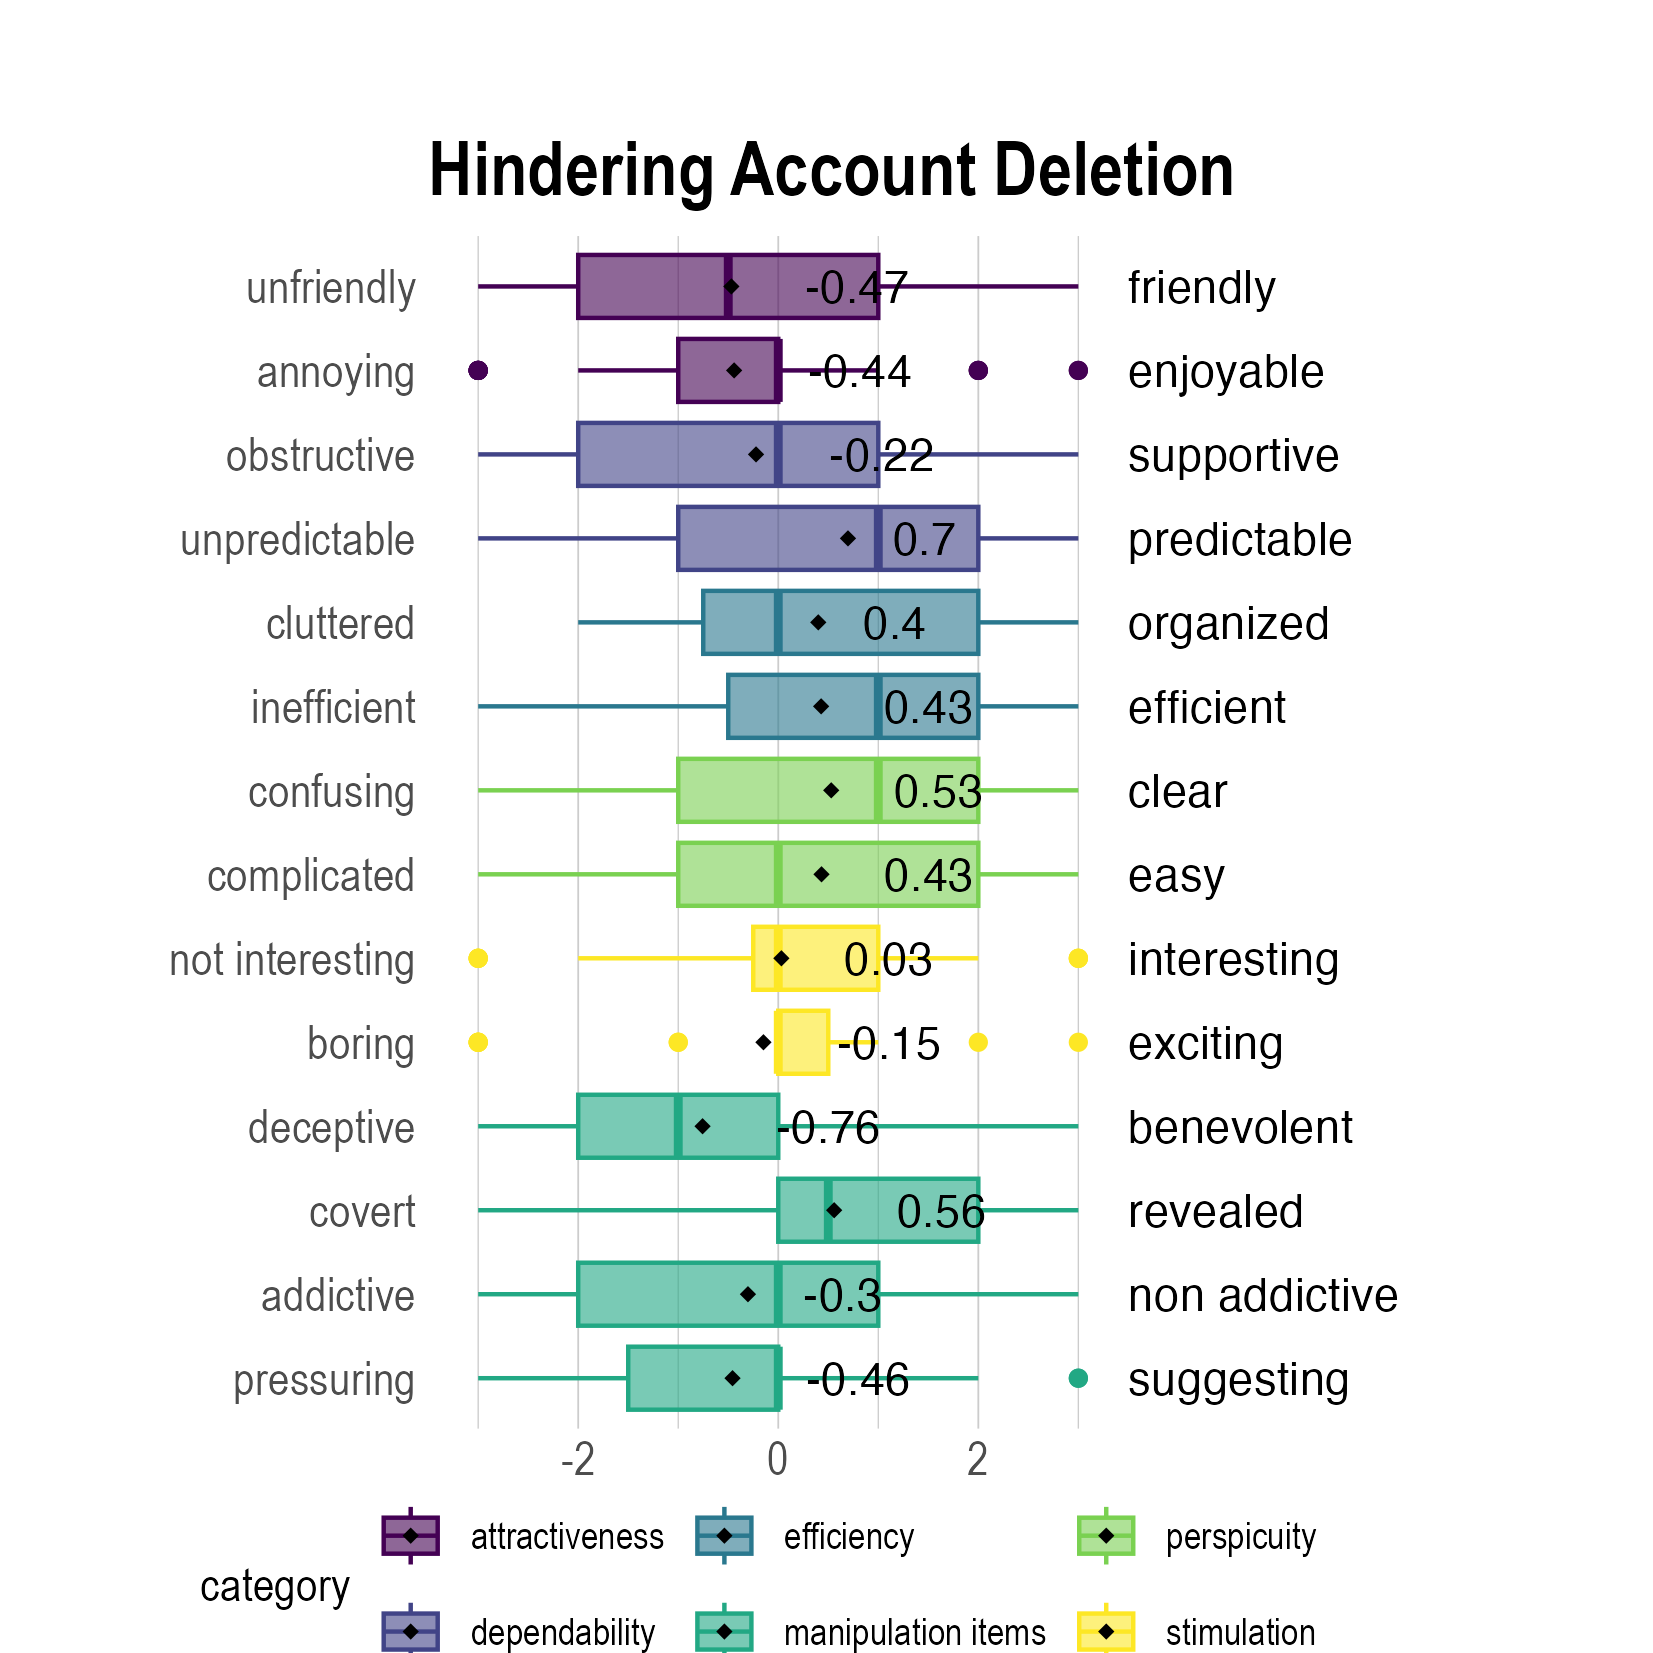 Hindering Account Deletion
unfriendly -0.47 friendly
annoying -0.44 enjoyable
obstructive -0.22 supportive
unpredictable 0.7 predictable
cluttered 0.4 organized
inefficient 0.43 efficient
confusing 0.53 clear
complicated 0.43 easy
not interesting 0.03 interesting
boring -0.15 exciting
deceptive -0.76 benevolent
covert 0.56 revealed
addictive -0.3 non addictive
pressuring -0.46 suggesting
-2 0 2
attractiveness efficiency perspicuity
category
dependability manipulation items stimulation